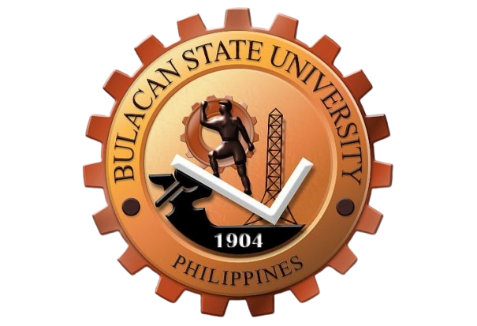 BULACAN STATE UNIVERSITY
1904
PHILIPPINES